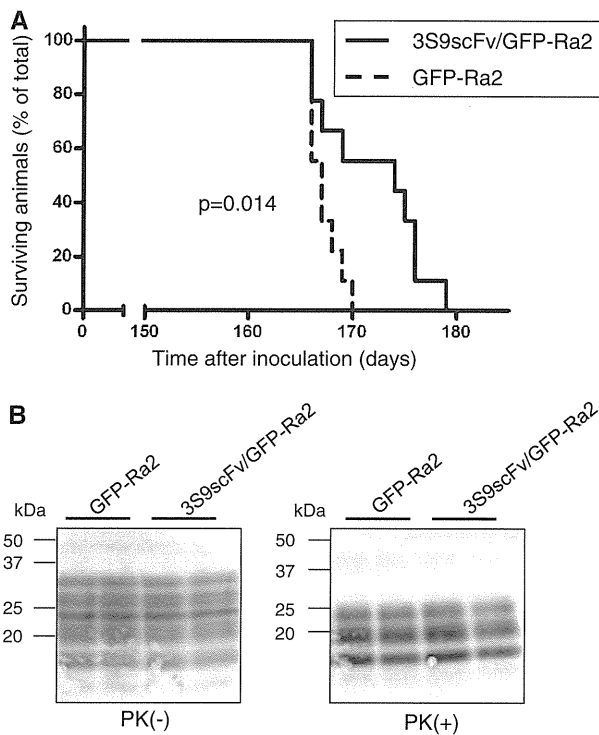 A
Surviving animals (% of total)
100
80
60
40
20
0
3S9scFv/GFP-Ra2
GFP-Ra2
p=0.014
0 150 160 170 180
Time after inoculation (days)
B
GFP-Ra2
3S9scFv/GFP-Ra2
kDa
50
37
25
20
PK(-)
GFP-Ra2
3S9scFv/GFP-Ra2
kDa
50
37
25
20
PK(+)